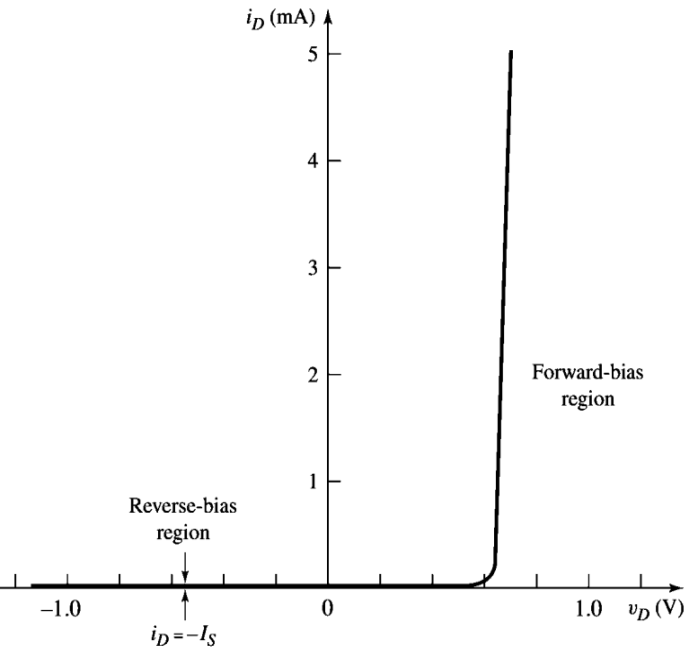 i_D (mA)
5
4
3
2
Forward-bias
region
1
Reverse-bias
region
–1.0
0
1.0
v_D (V)
i_D = –I_S